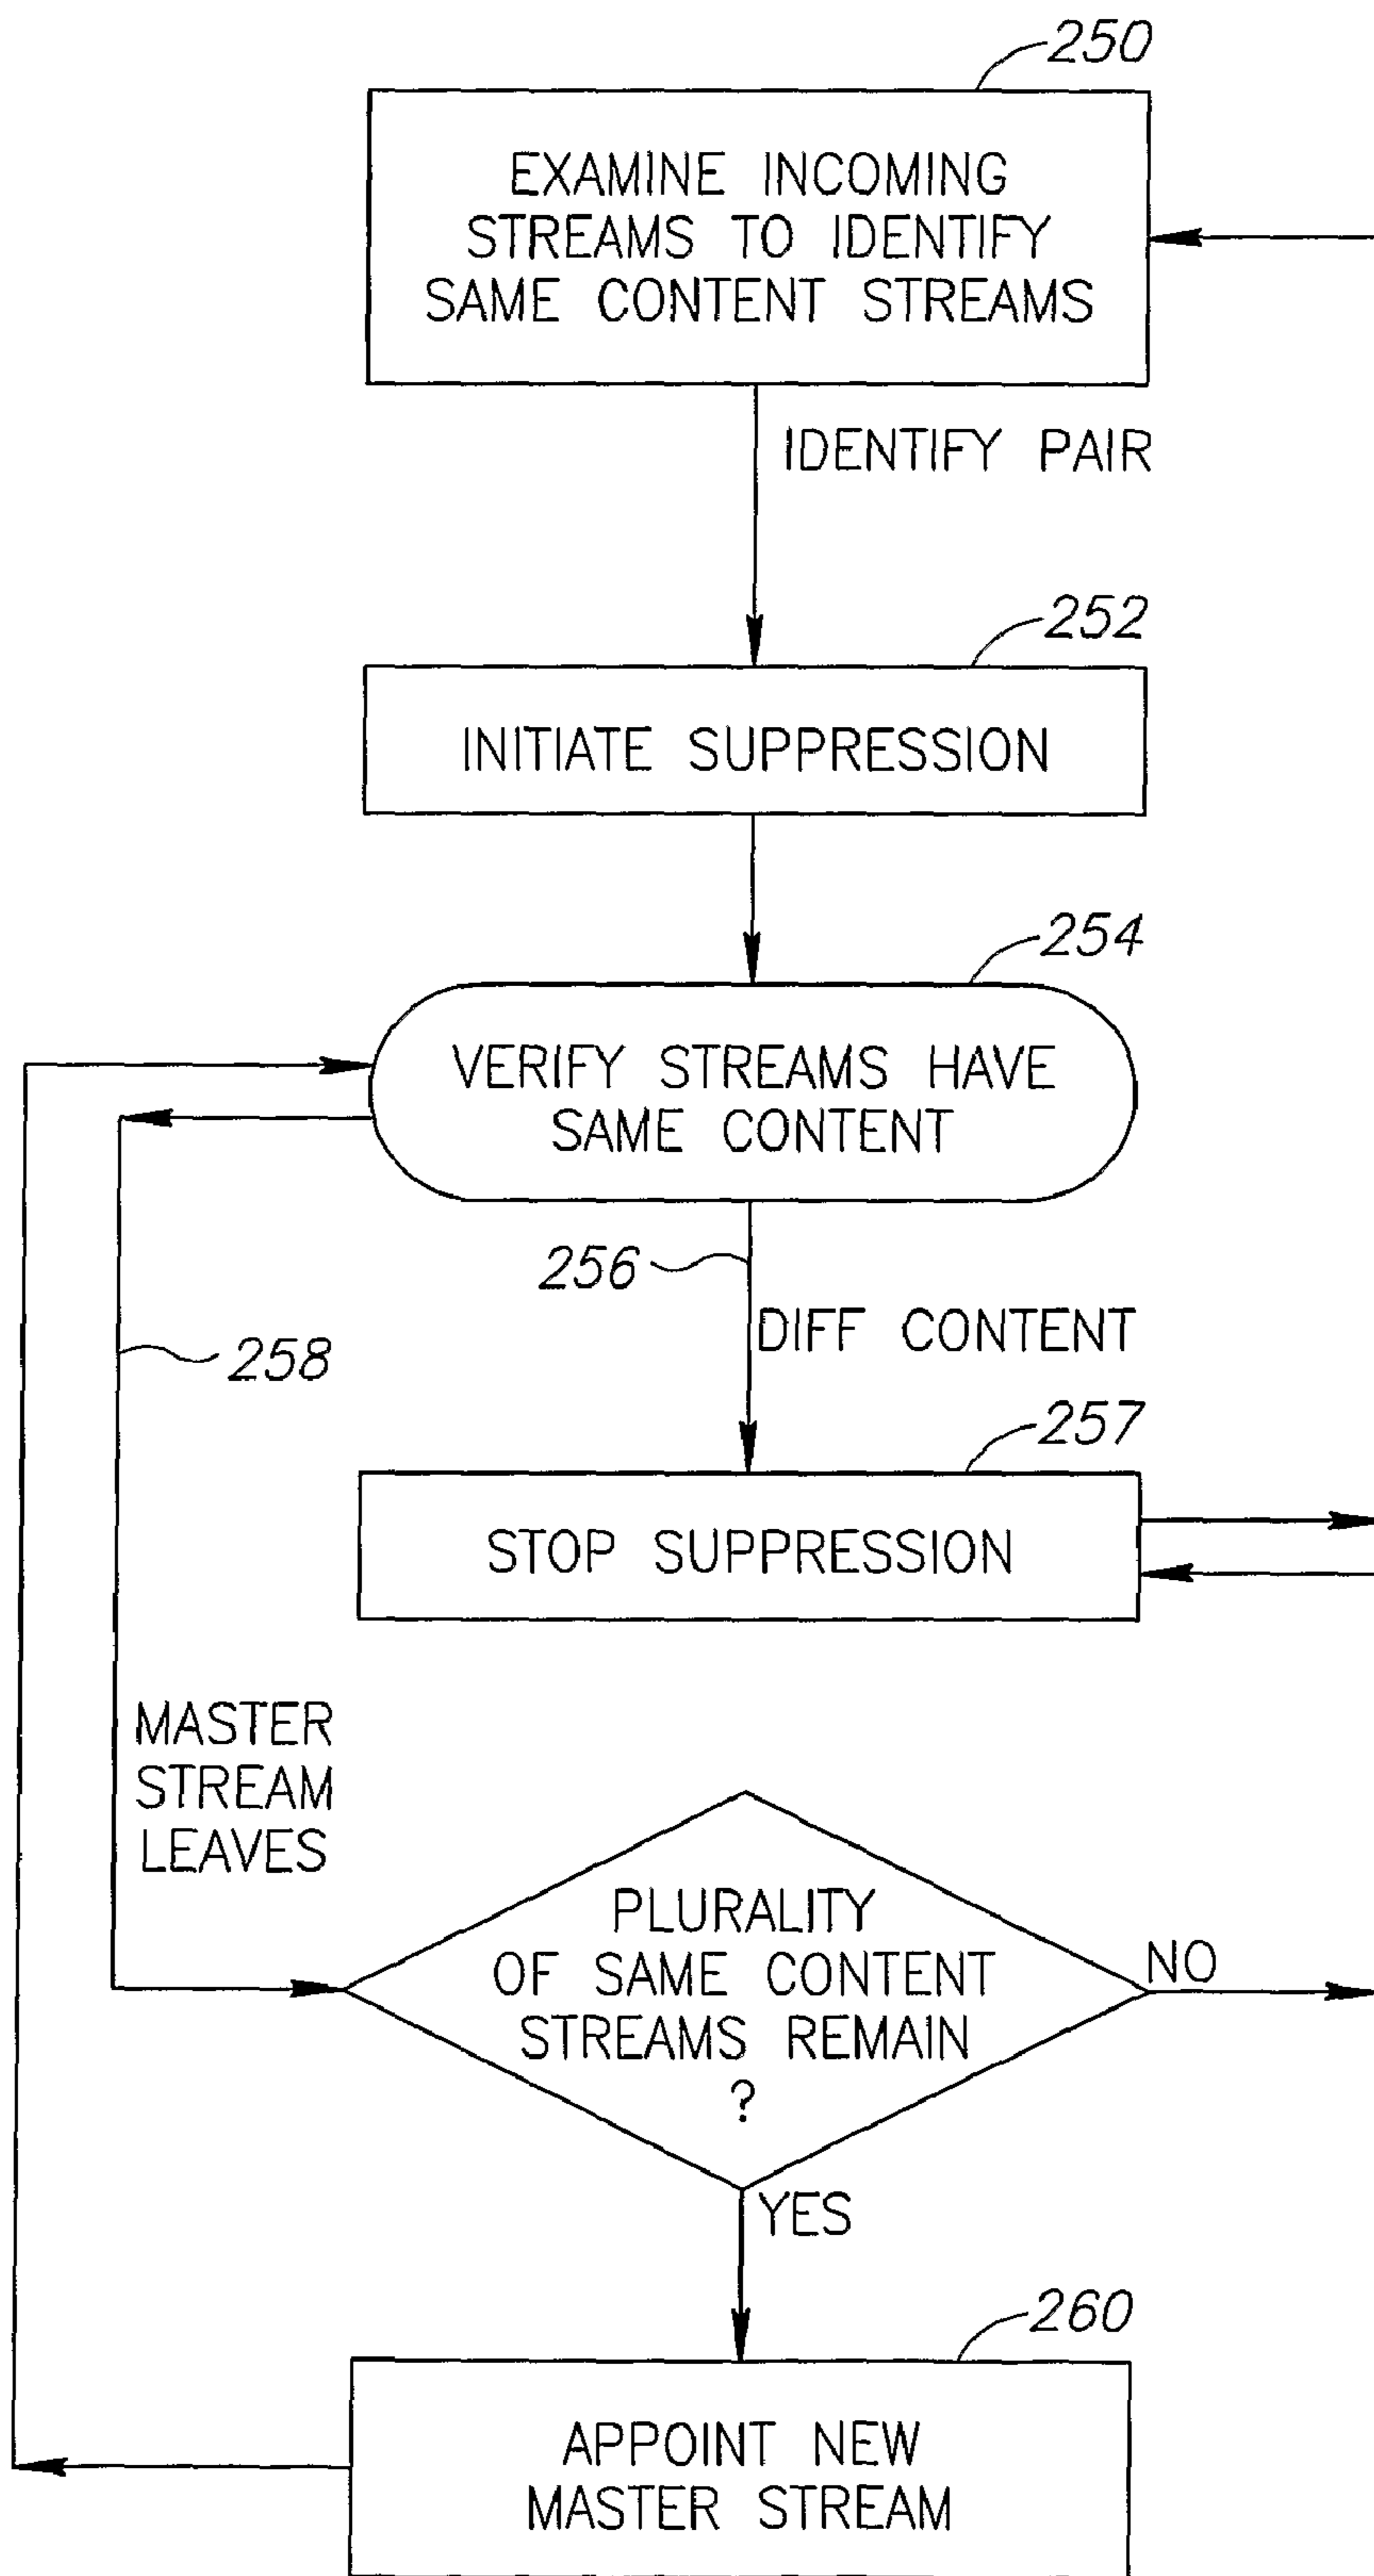 250
EXAMINE INCOMING
STREAMS TO IDENTIFY
SAME CONTENT STREAMS
IDENTIFY PAIR
252
INITIATE SUPPRESSION
254
VERIFY STREAMS HAVE
SAME CONTENT
256
DIFF CONTENT
258
257
STOP SUPPRESSION
MASTER
STREAM
LEAVES
PLURALITY
OF SAME CONTENT
STREAMS REMAIN
?
NO
YES
260
APPOINT NEW
MASTER STREAM